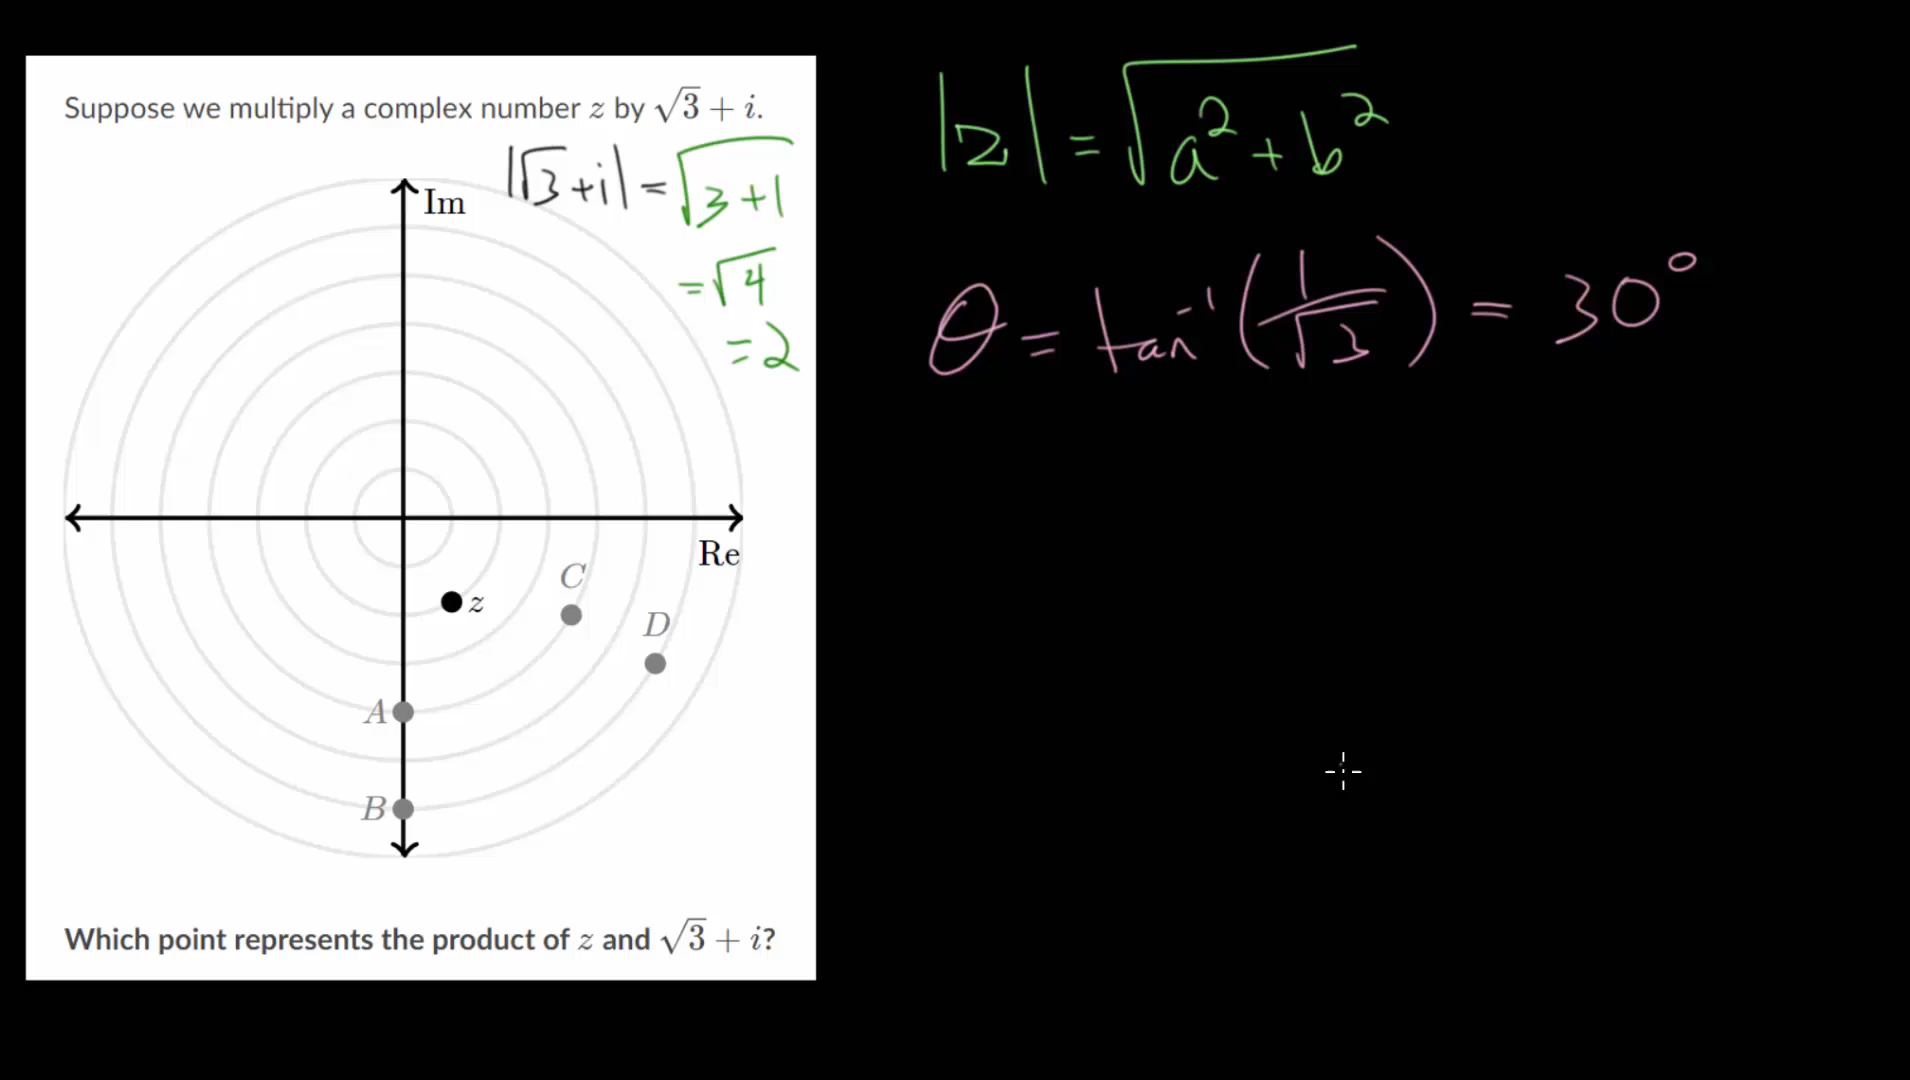 Suppose we multiply a complex number z by √3 + i.
|√3+i| = √3+1
= √4
= 2
Im
Re
z
C
D
A
B
Which point represents the product of z and √3 + i?
|z| = √a²+b²
θ = tan⁻¹(1/√3) = 30°